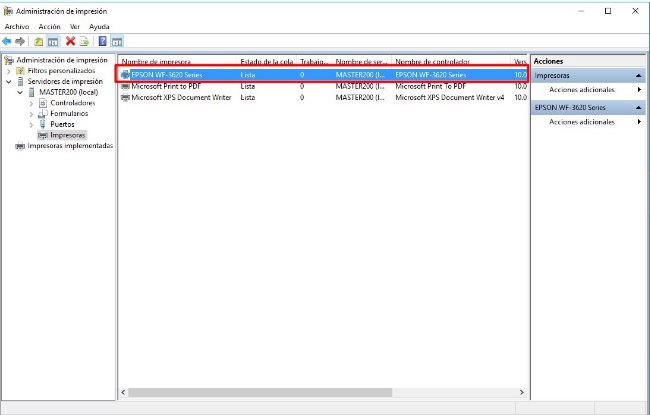 Administración de impresión
Archivo Acción Ver Ayuda
Administración de impresión
Filtros personalizados
Servidores de impresión
MASTER200 (local)
Controladores
Formularios
Puertos
Impresoras
Impresoras implementadas
Nombre de impresora Estado de la cola Trabajo... Nombre de ser... Nombre de controlador Vers
EPSON WF-3620 Series Lista 0 MASTER200 (l... EPSON WF-3620 Series 10.0
Microsoft Print to PDF Lista 0 MASTER200 (l... Microsoft Print To PDF 10.0
Microsoft XPS Document Writer Lista 0 MASTER200 (l... Microsoft XPS Document Writer v4 10.0
Acciones
Impresoras
Acciones adicionales
EPSON WF-3620 Series
Acciones adicionales